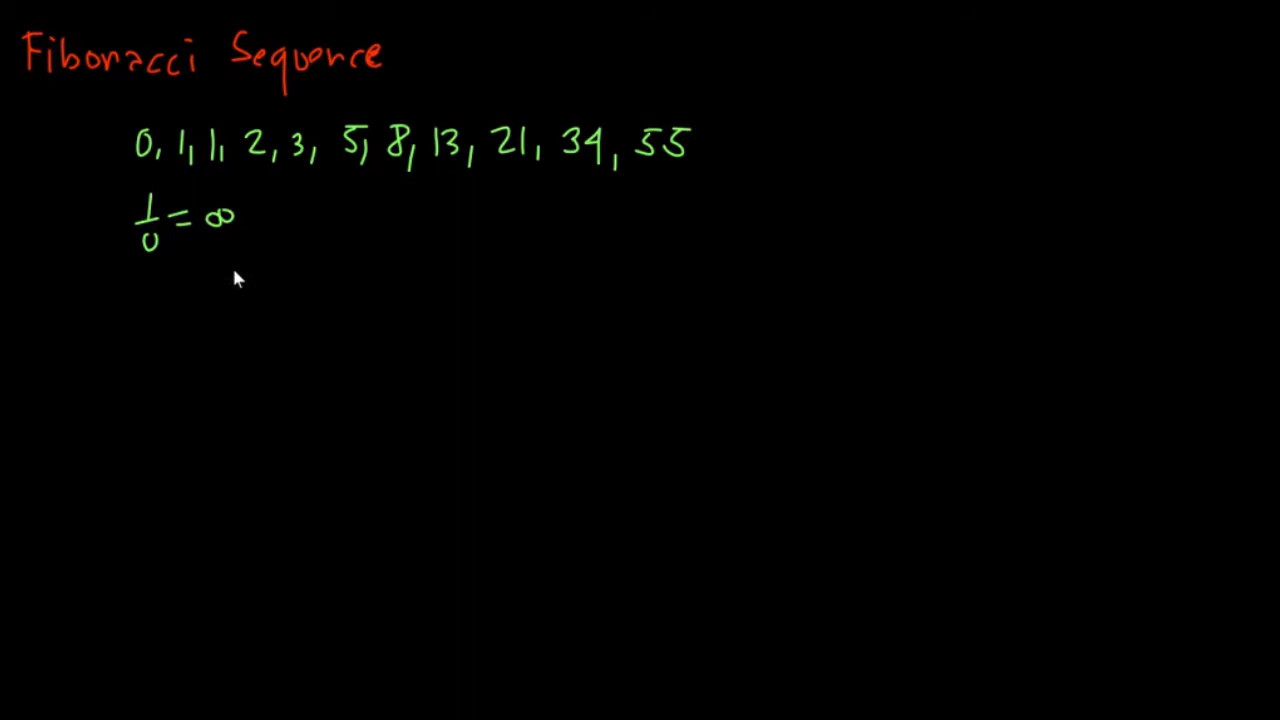 Fibonacci Sequence
0, 1, 1, 2, 3, 5, 8, 13, 21, 34, 55
1/0 = ∞